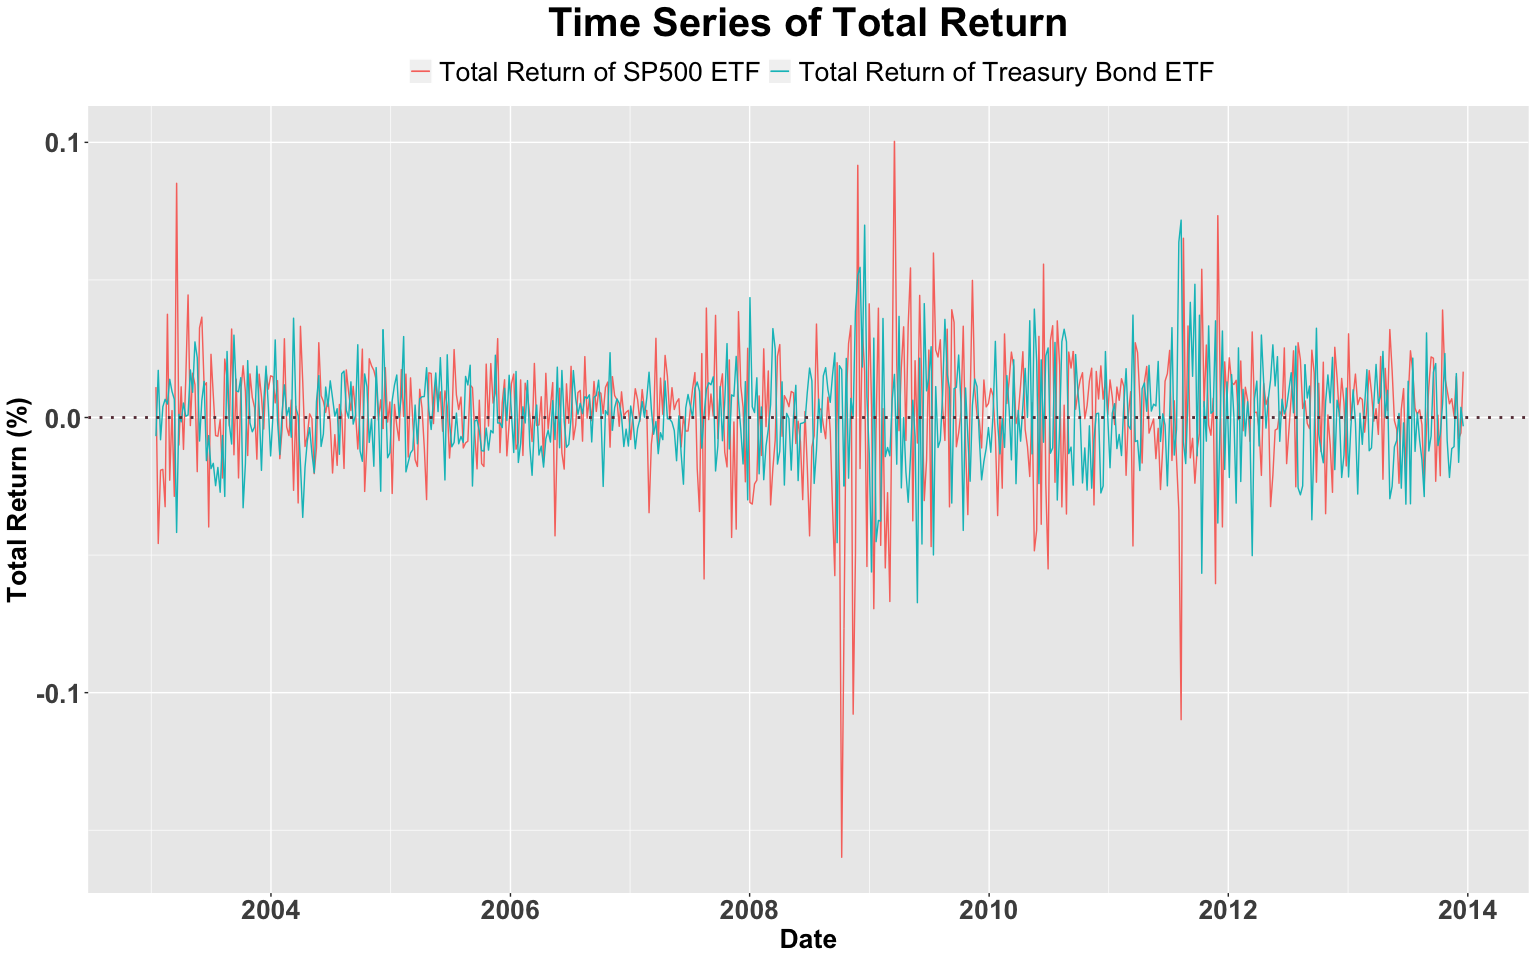 Time Series of Total Return
Total Return of SP500 ETF Total Return of Treasury Bond ETF
Total Return (%)
0.1
0.0
-0.1
2004 2006 2008 2010 2012 2014
Date